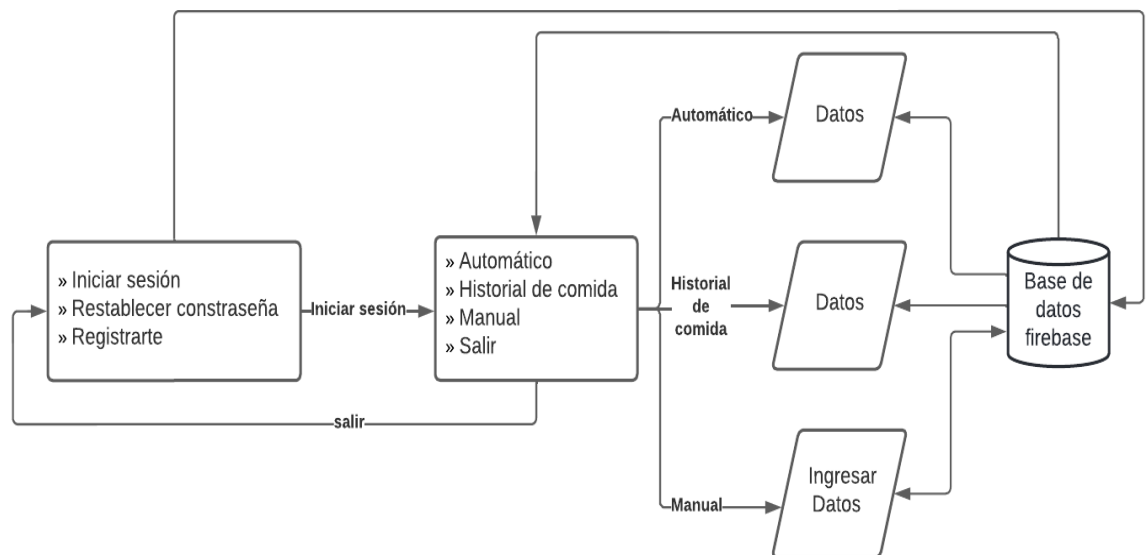 Automático
Datos
» Iniciar sesión
» Restablecer constraseña
» Registrarte
Iniciar sesión
» Automático
» Historial de comida
» Manual
» Salir
Historial
de
comida
Datos
Base de
datos
firebase
salir
Manual
Ingresar
Datos